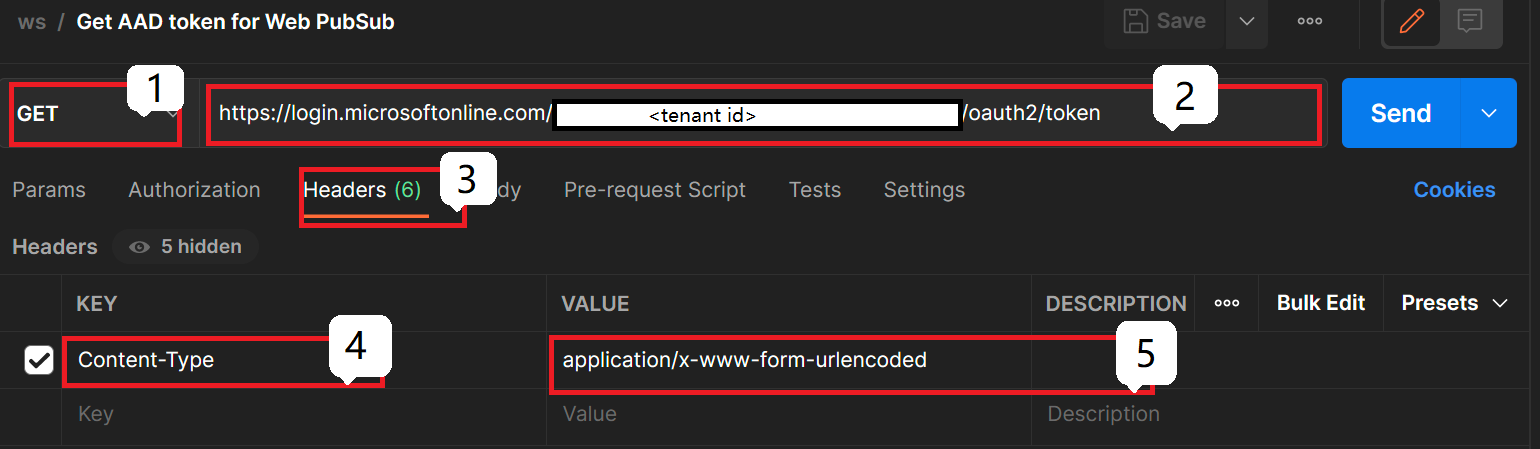 ws / Get AAD token for Web PubSub Save
GET 1 https://login.microsoftonline.com/ <tenant id> /oauth2/token 2 Send
Params Authorization Headers (6) 3 dy Pre-request Script Tests Settings Cookies
Headers 5 hidden
KEY VALUE DESCRIPTION Bulk Edit Presets
Content-Type 4 application/x-www-form-urlencoded 5
Key Value Description